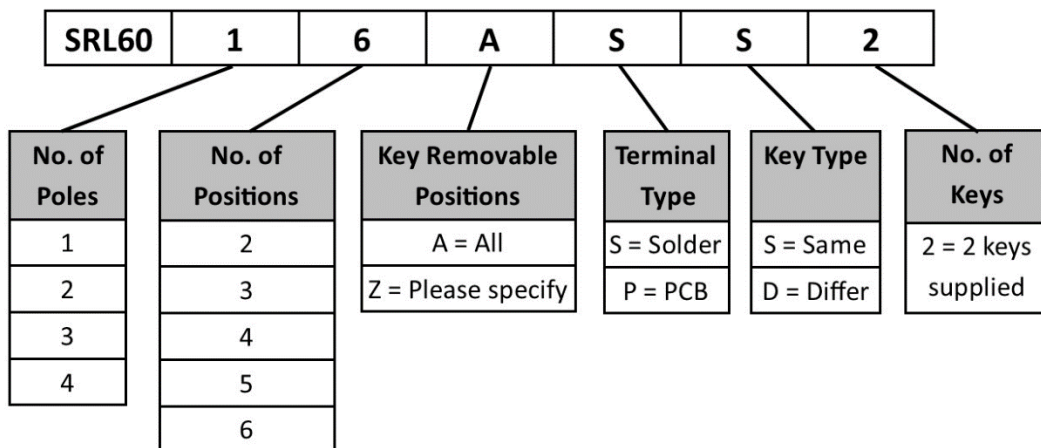 SRL60 1 6 A S S 2
No. of
Poles
1
2
3
4
No. of
Positions
2
3
4
5
6
Key Removable
Positions
A = All
Z = Please specify
Terminal
Type
S = Solder
P = PCB
Key Type
S = Same
D = Differ
No. of
Keys
2 = 2 keys
supplied